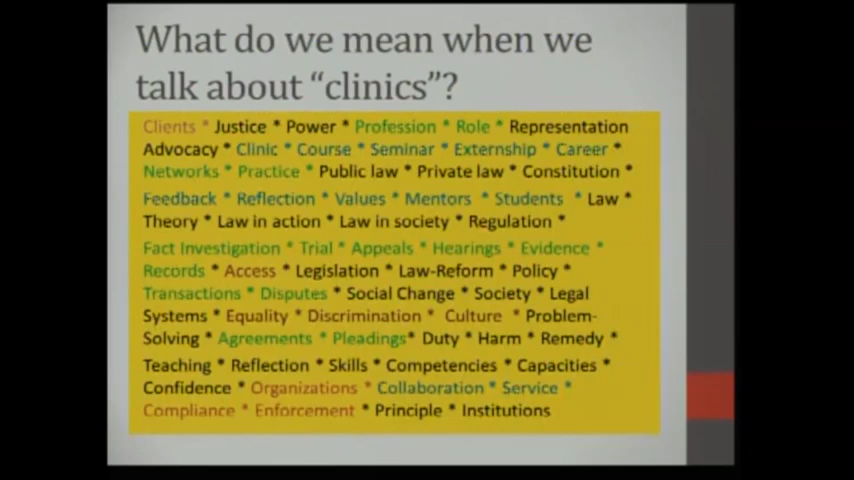 What do we mean when we
talk about “clinics”?
Clients * Justice * Power * Profession * Role * Representation
Advocacy * Clinic * Course * Seminar * Externship * Career *
Networks * Practice * Public law * Private law * Constitution *
Feedback * Reflection * Values * Mentors * Students * Law *
Theory * Law in action * Law in society * Regulation *
Fact Investigation * Trial * Appeals * Hearings * Evidence *
Records * Access * Legislation * Law-Reform * Policy *
Transactions * Disputes * Social Change * Society * Legal
Systems * Equality * Discrimination * Culture * Problem-
Solving * Agreements * Pleadings* Duty * Harm * Remedy *
Teaching * Reflection * Skills * Competencies * Capacities *
Confidence * Organizations * Collaboration * Service *
Compliance * Enforcement * Principle * Institutions